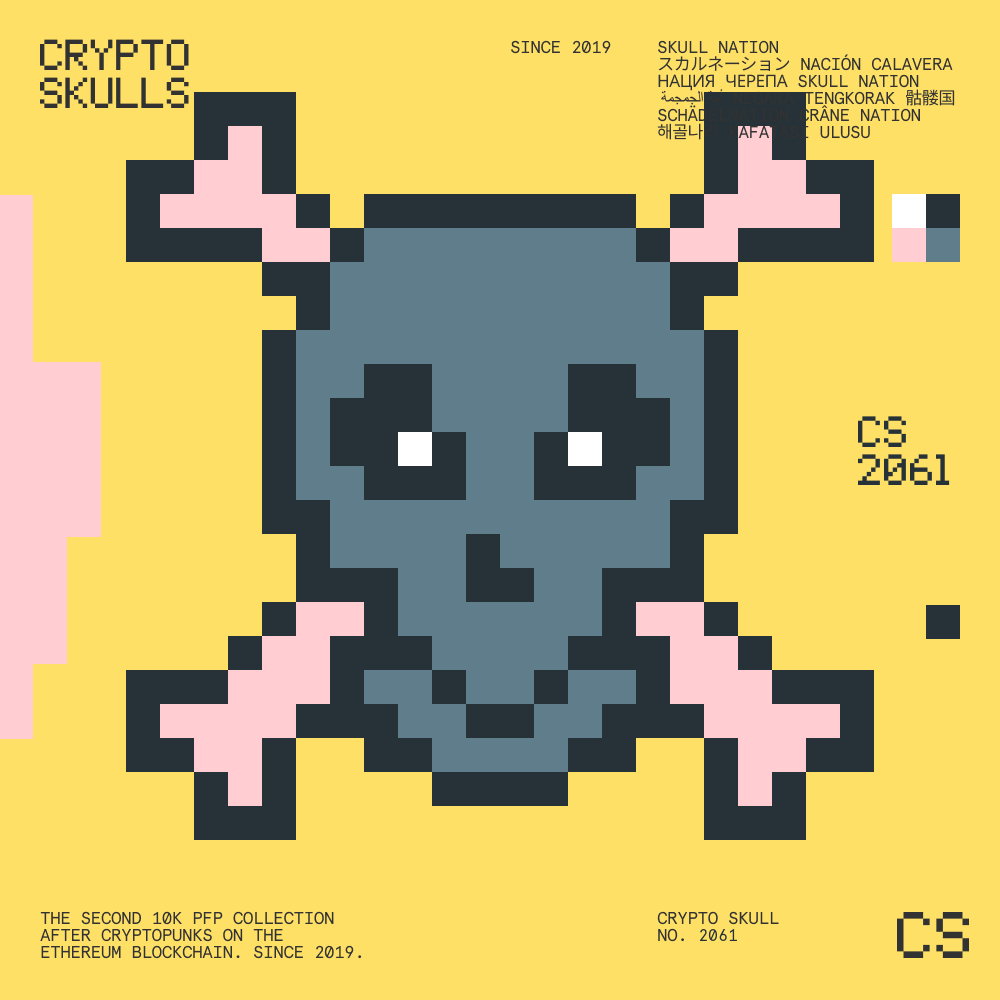 CRYPTO
SKULLS
SINCE 2019
SKULL NATION
スカルネーション NACIÓN CALAVERA
НАЦИЯ ЧЕРЕПА SKULL NATION
TENGKORAK 骷髅国
CRÂNE NATION
ULUSU
CS
2061
THE SECOND 10K PFP COLLECTION
AFTER CRYPTOPUNKS ON THE
ETHEREUM BLOCKCHAIN. SINCE 2019.
CRYPTO SKULL
NO. 2061
CS